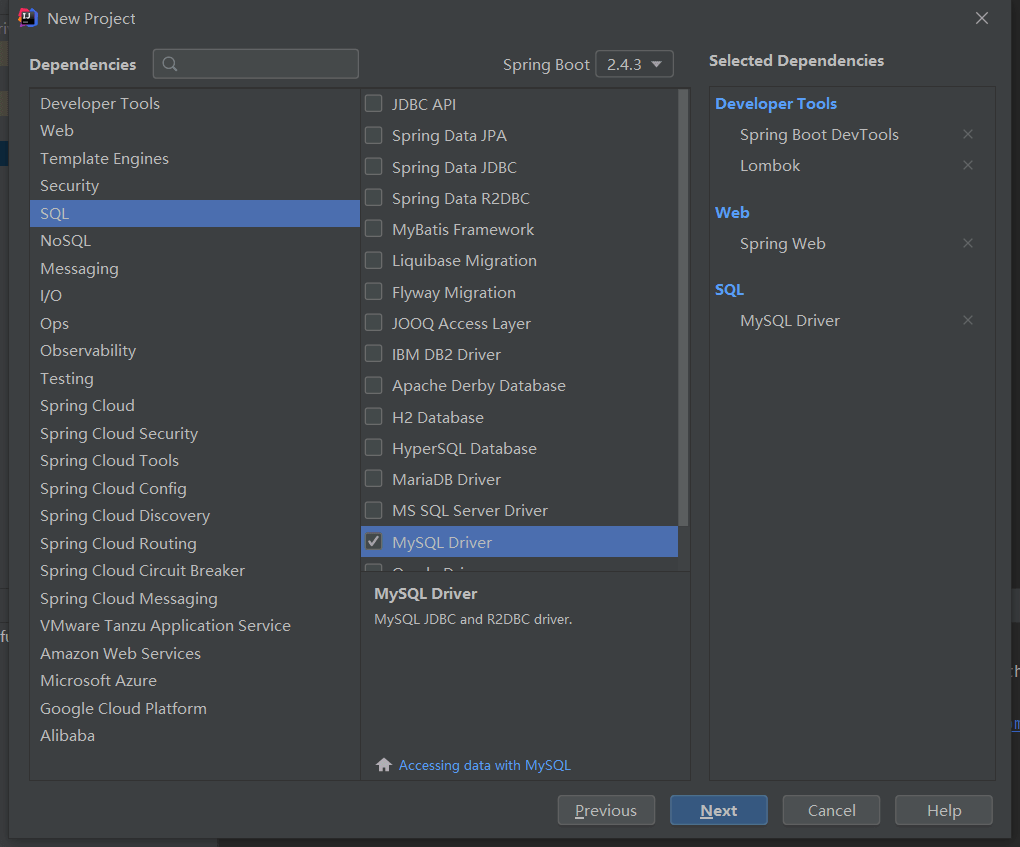 New Project
Dependencies
Spring Boot 2.4.3
Selected Dependencies
Developer Tools
Web
Template Engines
Security
SQL
NoSQL
Messaging
I/O
Ops
Observability
Testing
Spring Cloud
Spring Cloud Security
Spring Cloud Tools
Spring Cloud Config
Spring Cloud Discovery
Spring Cloud Routing
Spring Cloud Circuit Breaker
Spring Cloud Messaging
VMware Tanzu Application Service
Amazon Web Services
Microsoft Azure
Google Cloud Platform
Alibaba
JDBC API
Spring Data JPA
Spring Data JDBC
Spring Data R2DBC
MyBatis Framework
Liquibase Migration
Flyway Migration
JOOQ Access Layer
IBM DB2 Driver
Apache Derby Database
H2 Database
HyperSQL Database
MariaDB Driver
MS SQL Server Driver
MySQL Driver
MySQL Driver
MySQL JDBC and R2DBC driver.
Accessing data with MySQL
Developer Tools
Spring Boot DevTools
Lombok
Web
Spring Web
SQL
MySQL Driver
Previous
Next
Cancel
Help